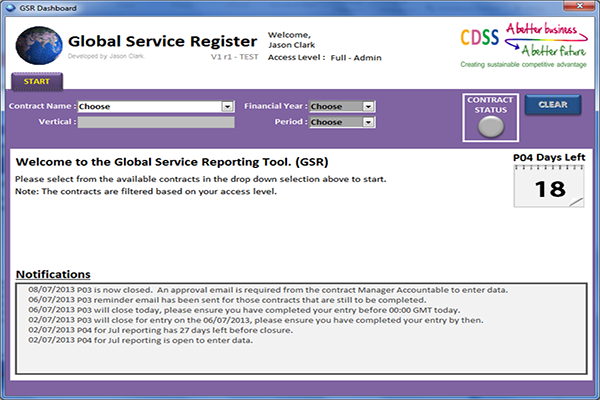 GSR Dashboard
Global Service Register
Developed by Jason Clark.
V1 r1 - TEST
Welcome,
Jason Clark
Access Level : Full - Admin
CDSS
A better business
A better future
Creating sustainable competitive advantage
START
Contract Name : Choose
Financial Year : Choose
Vertical :
Period : Choose
CONTRACT
STATUS
CLEAR
Welcome to the Global Service Reporting Tool. (GSR)
Please select from the available contracts in the drop down selection above to start.
Note: The contracts are filtered based on your access level.
P04 Days Left
18
Notifications
08/07/2013 P03 is now closed. An approval email is required from the contract Manager Accountable to enter data.
06/07/2013 P03 reminder email has been sent for those contracts that are still to be completed.
06/07/2013 P03 will close today, please ensure you have completed your entry before 00:00 GMT today.
02/07/2013 P03 will close for entry on the 06/07/2013, please ensure you have completed your entry by then.
02/07/2013 P04 for Jul reporting has 27 days left before closure.
02/07/2013 P04 for Jul reporting is open to enter data.